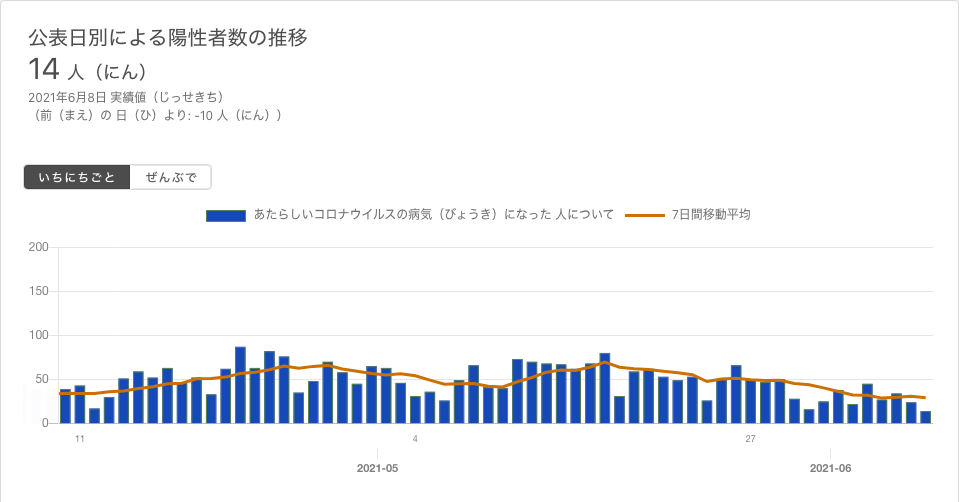 公表日別による陽性者数の推移
14 人（にん）
2021年6月8日 実績値（じっせきち）
（前（まえ）の 日（ひ）より: -10 人（にん））
いちにちごと ぜんぶで
あたらしいコロナウイルスの病気（びょうき）になった 人について 7日間移動平均
200
150
100
50
0
11 4 27
2021-05 2021-06